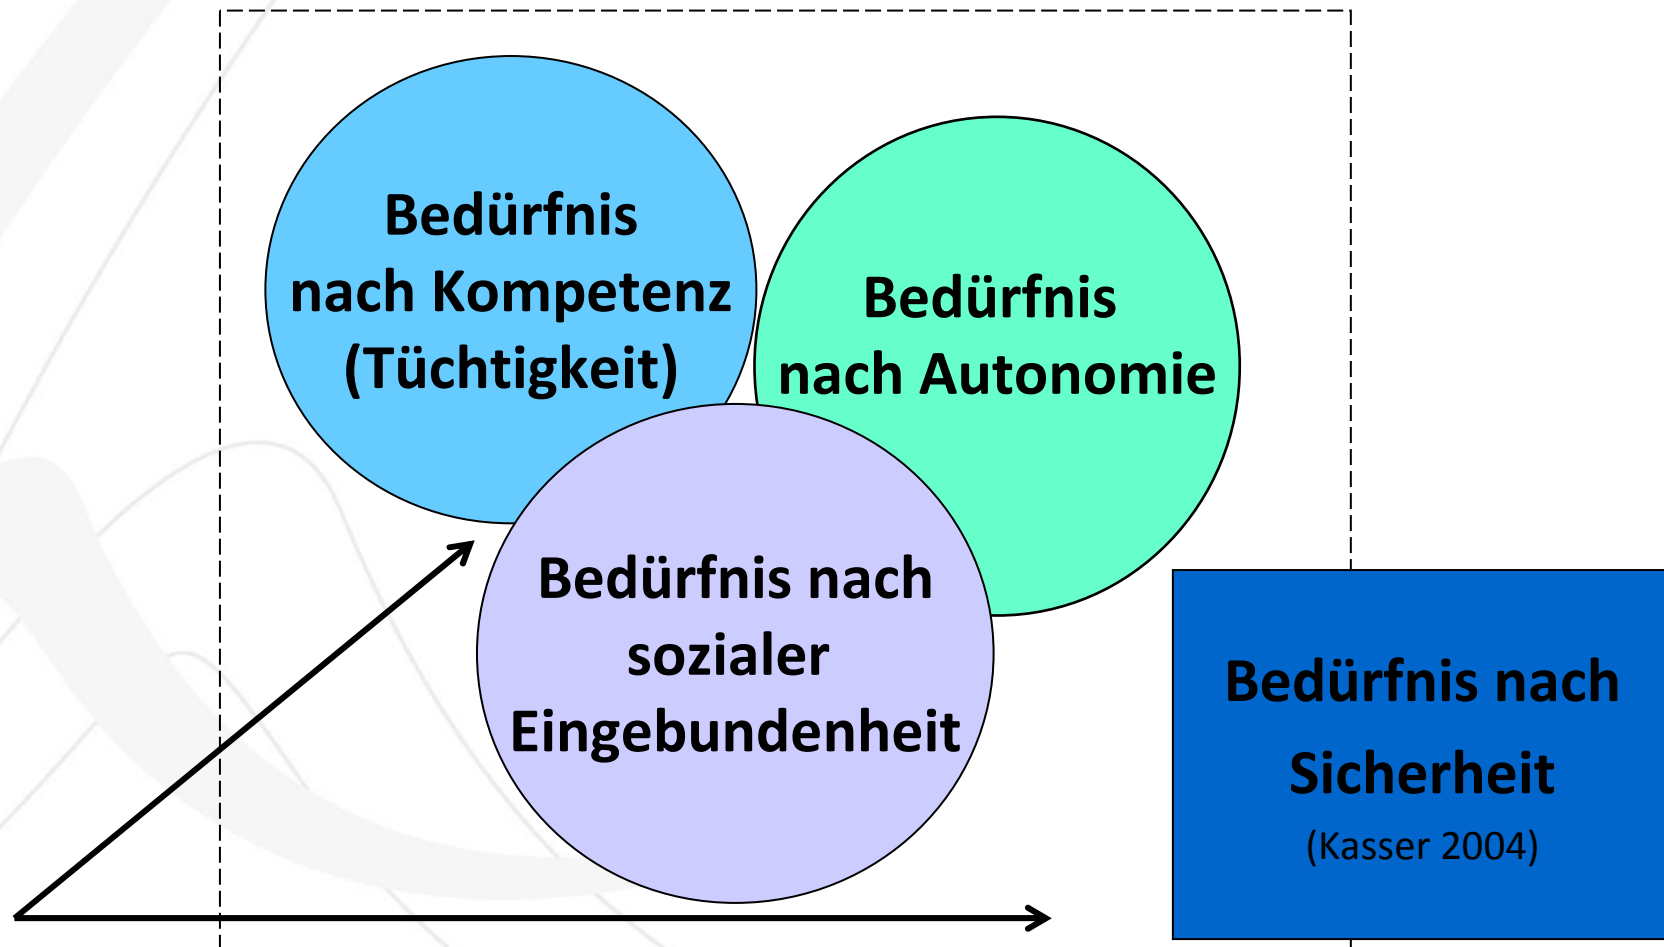 Bedürfnis
nach Kompetenz
(Tüchtigkeit)
Bedürfnis
nach Autonomie
Bedürfnis nach
sozialer
Eingebundenheit
Bedürfnis nach
Sicherheit
(Kasser 2004)